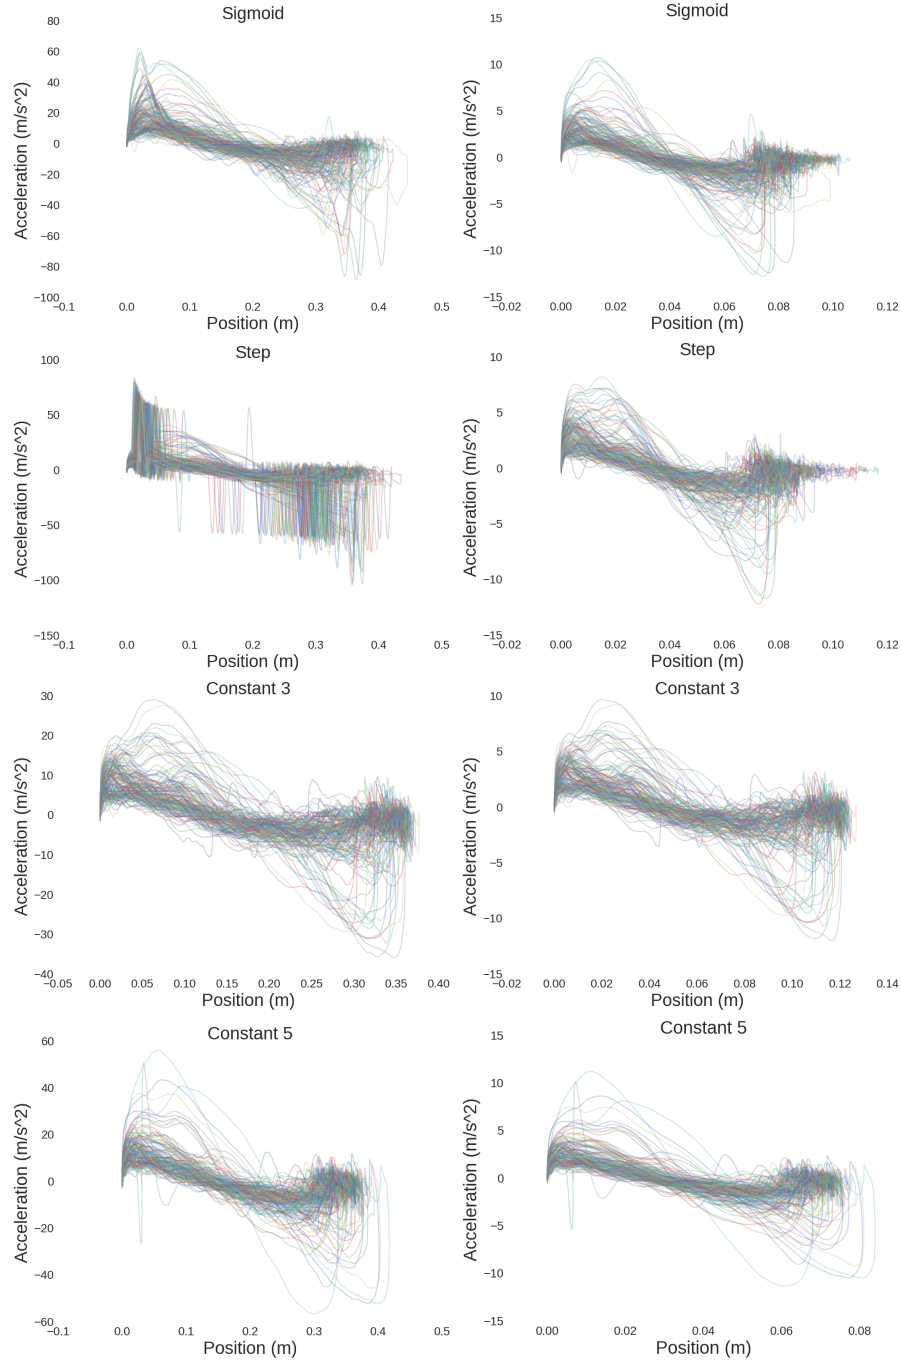 Sigmoid
80
60
40
20
0
−20
−40
−60
−80
−100
−0.1 0.0 0.1 0.2 0.3 0.4 0.5
Position (m)
Acceleration (m/s^2)
Sigmoid
15
10
5
0
−5
−10
−15
−0.02 0.00 0.02 0.04 0.06 0.08 0.10 0.12
Position (m)
Acceleration (m/s^2)
Step
100
50
0
−50
−100
−150
−0.1 0.0 0.1 0.2 0.3 0.4 0.5
Position (m)
Acceleration (m/s^2)
Step
10
5
0
−5
−10
−15
−0.02 0.00 0.02 0.04 0.06 0.08 0.10 0.12
Position (m)
Acceleration (m/s^2)
Constant 3
30
20
10
0
−10
−20
−30
−40
−0.05 0.00 0.05 0.10 0.15 0.20 0.25 0.30 0.35 0.40
Position (m)
Acceleration (m/s^2)
Constant 3
10
5
0
−5
−10
−15
−0.02 0.00 0.02 0.04 0.06 0.08 0.10 0.12 0.14
Position (m)
Acceleration (m/s^2)
Constant 5
60
40
20
0
−20
−40
−60
−0.1 0.0 0.1 0.2 0.3 0.4 0.5
Position (m)
Acceleration (m/s^2)
Constant 5
15
10
5
0
−5
−10
−15
0.00 0.02 0.04 0.06 0.08
Position (m)
Acceleration (m/s^2)